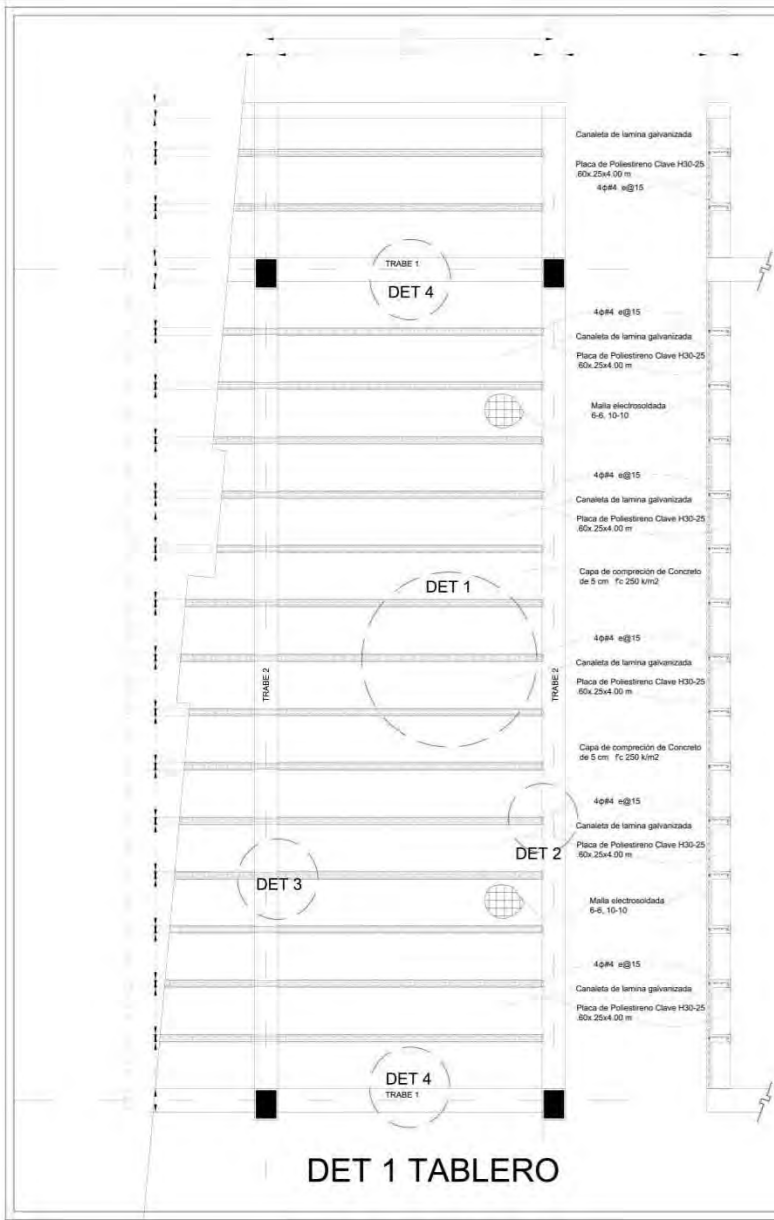 Canaleta de lamina galvanizada
Placa de Poliestireno Clave H30-25
.60x.25x4.00 m
4φ#4 e@15
TRABE 1
DET 4
4φ#4 e@15
Canaleta de lamina galvanizada
Placa de Poliestireno Clave H30-25
.60x.25x4.00 m
Malla electrosoldada
6-6, 10-10
4φ#4 e@15
Canaleta de lamina galvanizada
Placa de Poliestireno Clave H30-25
.60x.25x4.00 m
Capa de compreción de Concreto
de 5 cm f'c 250 k/m2
DET 1
4φ#4 e@15
Canaleta de lamina galvanizada
TRABE 2
TRABE 2
Placa de Poliestireno Clave H30-25
.60x.25x4.00 m
Capa de compreción de Concreto
de 5 cm f'c 250 k/m2
4φ#4 e@15
Canaleta de lamina galvanizada
DET 2
Placa de Poliestireno Clave H30-25
.60x.25x4.00 m
DET 3
Malla electrosoldada
6-6, 10-10
4φ#4 e@15
Canaleta de lamina galvanizada
Placa de Poliestireno Clave H30-25
.60x.25x4.00 m
DET 4
TRABE 1
DET 1 TABLERO